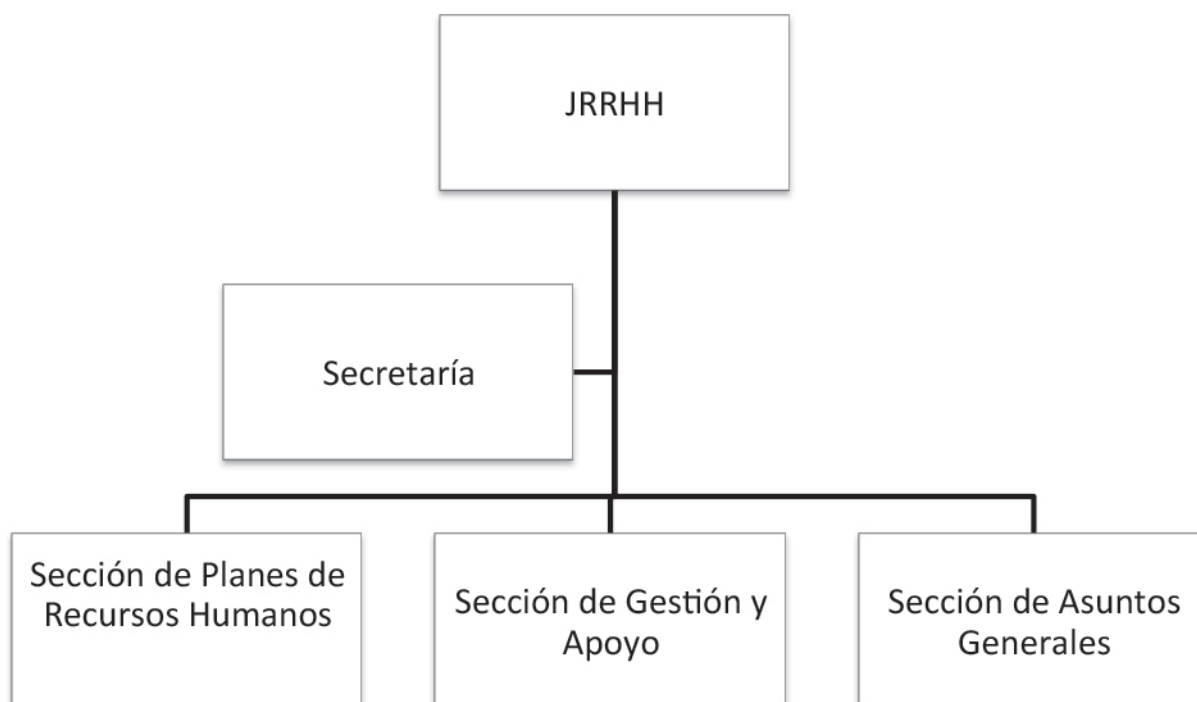 JRRHH
Secretaría
Sección de Planes de
Recursos Humanos
Sección de Gestión y
Apoyo
Sección de Asuntos
Generales